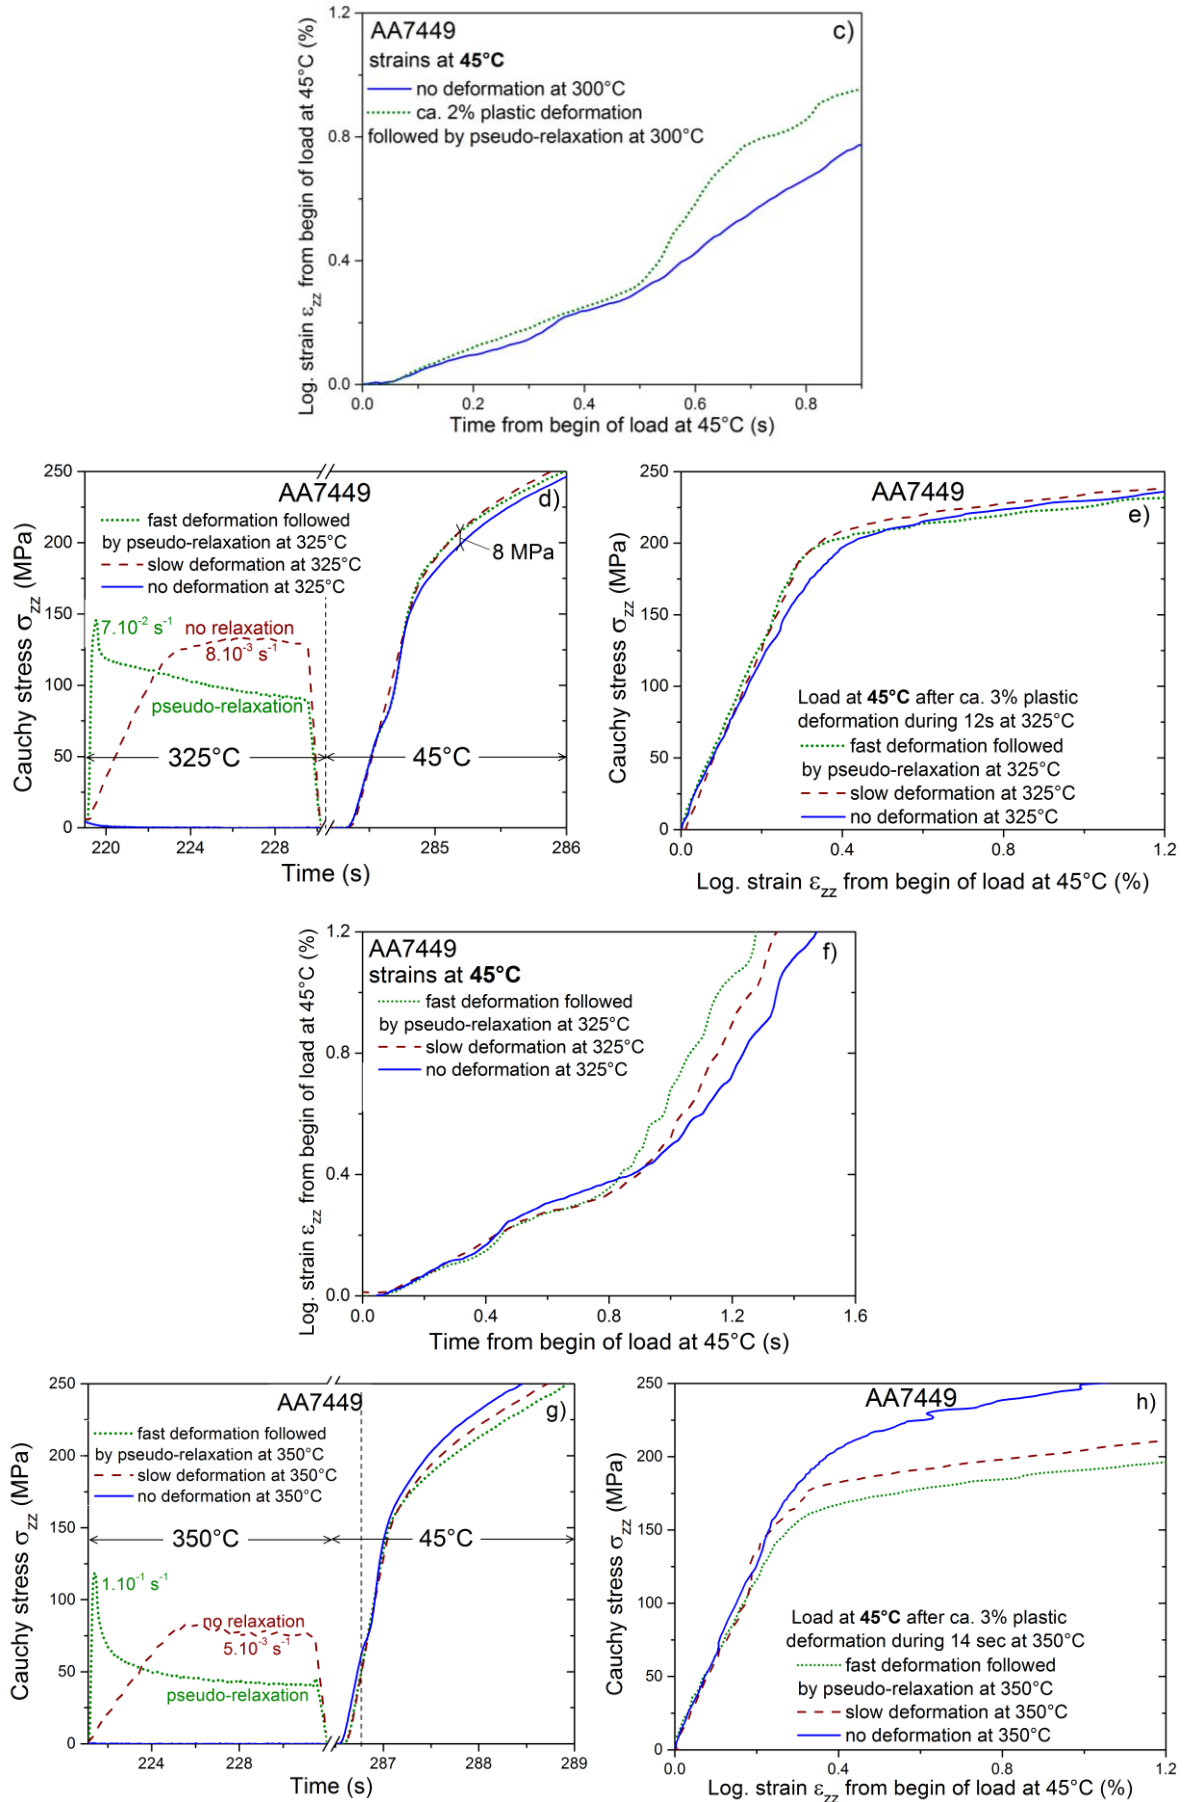 AA7449
c)
strains at 45°C
no deformation at 300°C
ca. 2% plastic deformation
followed by pseudo-relaxation at 300°C
Log. strain εzz from begin of load at 45°C (%)
1.2
0.8
0.4
0.0
0.2
0.4
0.6
0.8
Time from begin of load at 45°C (s)
AA7449
d)
fast deformation followed
by pseudo-relaxation at 325°C
slow deformation at 325°C
no deformation at 325°C
8 MPa
7.10-2 s-1
no relaxation
8.10-3 s-1
pseudo-relaxation
325°C
45°C
Cauchy stress σzz (MPa)
250
200
150
100
50
0
220
224
228
285
286
Time (s)
AA7449
e)
Load at 45°C after ca. 3% plastic
deformation during 12s at 325°C
fast deformation followed
by pseudo-relaxation at 325°C
slow deformation at 325°C
no deformation at 325°C
Cauchy stress σzz (MPa)
250
200
150
100
50
0
0.0
0.4
0.8
1.2
Log. strain εzz from begin of load at 45°C (%)
AA7449
f)
strains at 45°C
fast deformation followed
by pseudo-relaxation at 325°C
slow deformation at 325°C
no deformation at 325°C
Log. strain εzz from begin of load at 45°C (%)
1.2
0.8
0.4
0.0
0.0
0.4
0.8
1.2
1.6
Time from begin of load at 45°C (s)
AA7449
g)
fast deformation followed
by pseudo-relaxation at 350°C
slow deformation at 350°C
no deformation at 350°C
350°C
45°C
1.10-1 s-1
no relaxation
5.10-3 s-1
pseudo-relaxation
Cauchy stress σzz (MPa)
250
200
150
100
50
0
224
228
287
288
289
Time (s)
AA7449
h)
Load at 45°C after ca. 3% plastic
deformation during 14 sec at 350°C
fast deformation followed
by pseudo-relaxation at 350°C
slow deformation at 350°C
no deformation at 350°C
Cauchy stress σzz (MPa)
250
200
150
100
50
0
0.0
0.4
0.8
1.2
Log. strain εzz from begin of load at 45°C (%)